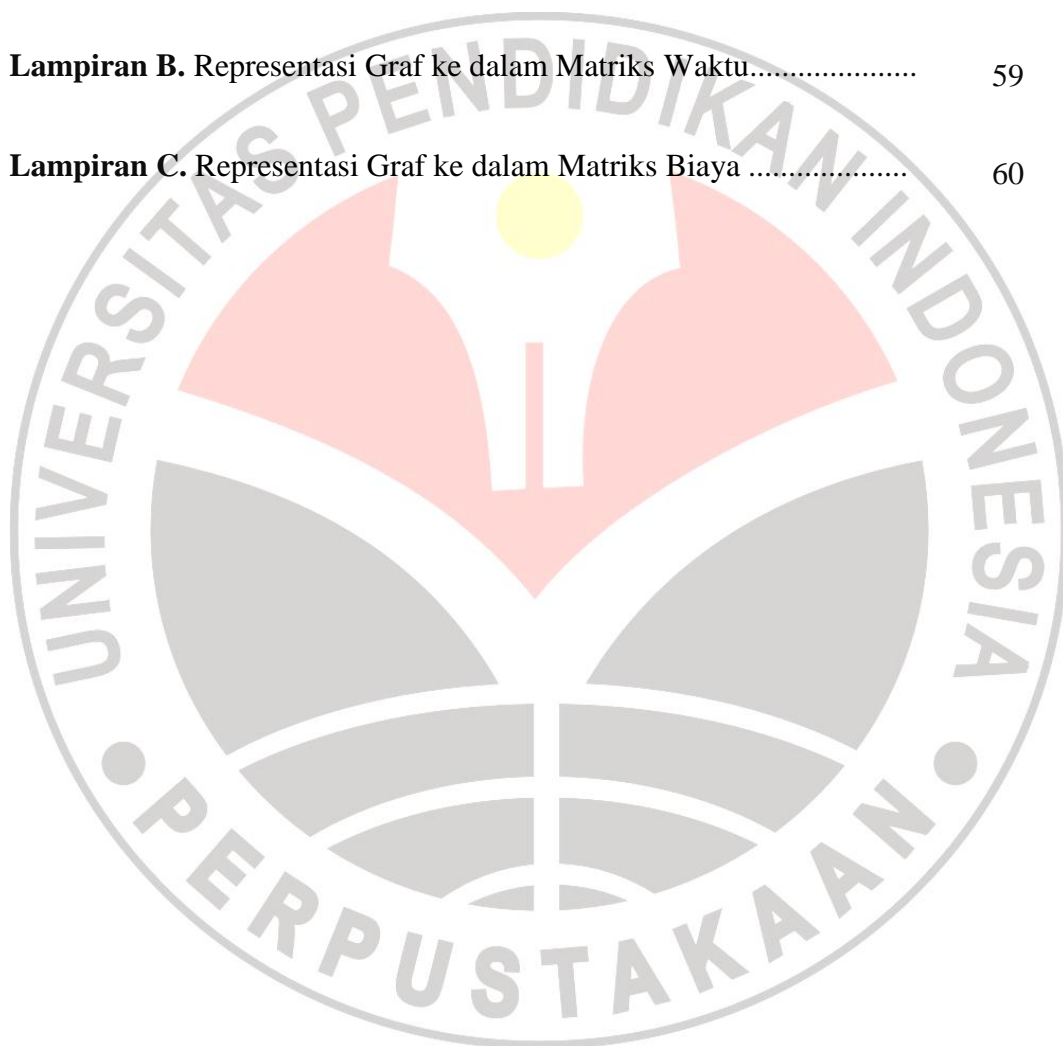 Lampiran B. Representasi Graf ke dalam Matriks Waktu..................... 59
Lampiran C. Representasi Graf ke dalam Matriks Biaya .................... 60
UNIVERSITAS PENDIDIKAN INDONESIA
PERPUSTAKAAN